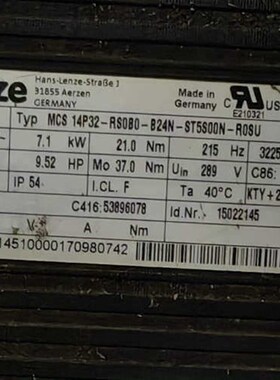 ze
Hans-Lenze-Straße 1
31855 Aerzen
GERMANY
Made in
Germany
C US
E210321
Typ MCS 14P32-RS0B0-B24N-ST5S00N-R0SU
7.1 kW 21.0 Nm 215 Hz 3225
9.52 HP Mo 37.0 Nm Uin 289 V C86:
IP 54 I.CL F Ta 40°C KTY+2
C416:53896078 Id.Nr. 15022145
V A Nm
14510000170980742